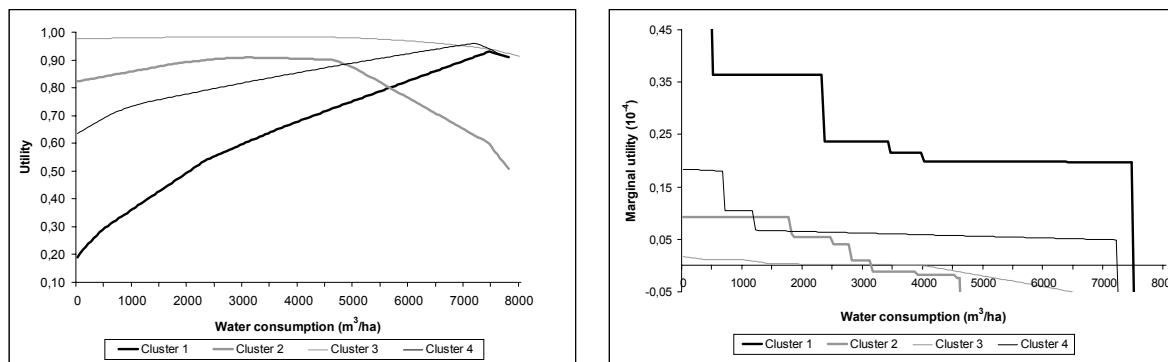 1,00
0,90
0,80
0,70
0,60
0,50
0,40
0,30
0,20
0,10
Utility
0 1000 2000 3000 4000 5000 6000 7000 8000
Water consumption (m³/ha)
Cluster 1 Cluster 2 Cluster 3 Cluster 4
0,45
0,35
0,25
0,15
0,05
-0,05
Marginal utility (10⁻⁴)
0 1000 2000 3000 4000 5000 6000 7000 800
Water consumption (m³/ha)
Cluster 1 Cluster 2 Cluster 3 Cluster 4